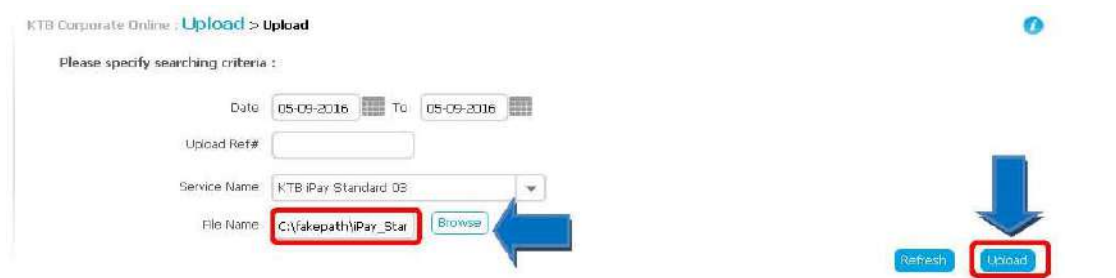 KTB Corporate Online : Upload > Upload
Please specify searching criteria :
Date 05-09-2016 To 05-09-2016
Upload Ref#
Service Name KTB iPay Standard 03
File Name C:\fakepath\iPay_Star Browse
Refresh Upload